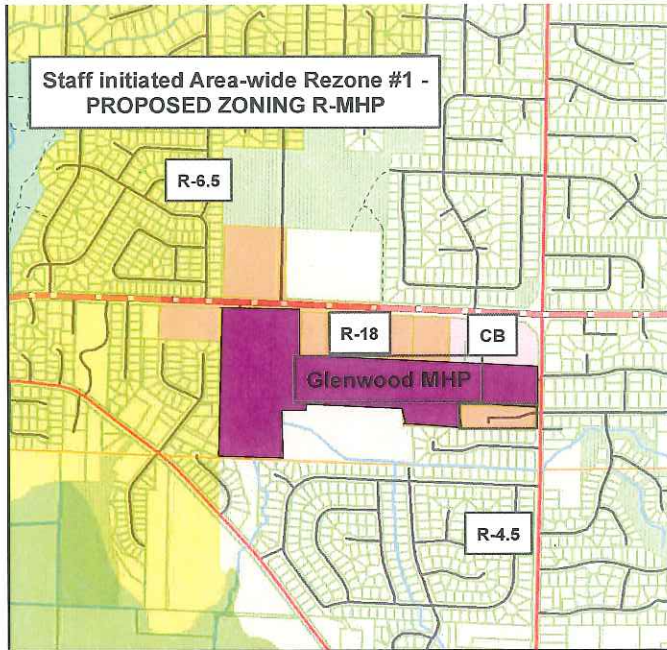 Staff initiated Area-wide Rezone #1 -
PROPOSED ZONING R-MHP
R-6.5
R-18
CB
Glenwood MHP
R-4.5